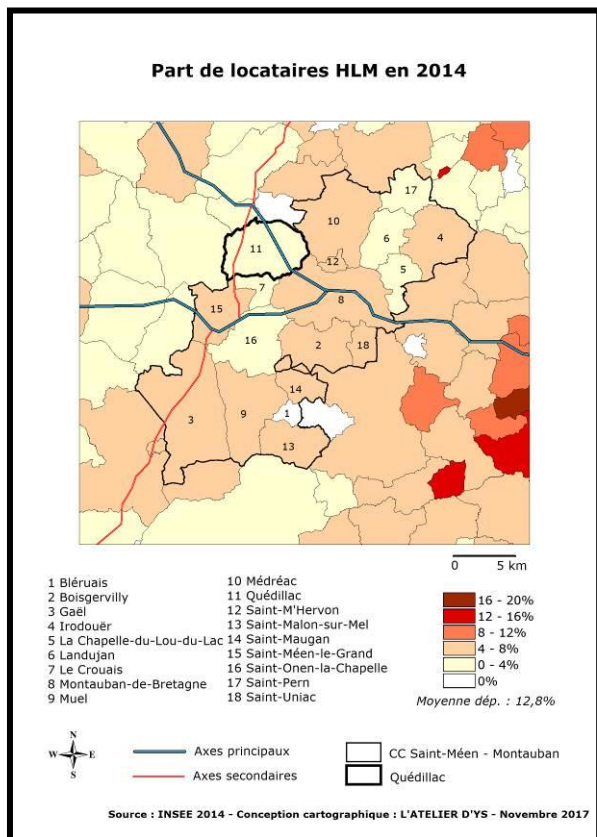 Part de locataires HLM en 2014
17
10
4
6
11
12
5
7
15
8
16
2
18
14
3
9
1
13
0 5 km
1 Bléruais
2 Boisgervilly
3 Gaël
4 Irodouër
5 La Chapelle-du-Lou-du-Lac
6 Landujan
7 Le Crouais
8 Montauban-de-Bretagne
9 Muel
10 Médréac
11 Quédillac
12 Saint-M'Hervon
13 Saint-Malon-sur-Mel
14 Saint-Maugan
15 Saint-Méen-le-Grand
16 Saint-Onen-la-Chapelle
17 Saint-Pern
18 Saint-Uniac
16 - 20%
12 - 16%
8 - 12%
4 - 8%
0 - 4%
0%
Moyenne dép. : 12,8%
N
W E
S
Axes principaux
Axes secondaires
CC Saint-Méen - Montauban
Quédillac
Source : INSEE 2014 - Conception cartographique : L'ATELIER D'YS - Novembre 2017